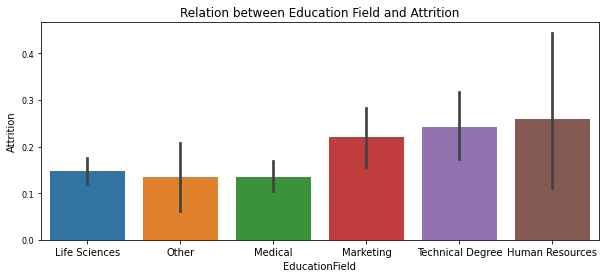 Relation between Education Field and Attrition
Attrition
0.4
0.3
0.2
0.1
0.0
Life Sciences
Other
Medical
Marketing
Technical Degree
Human Resources
EducationField